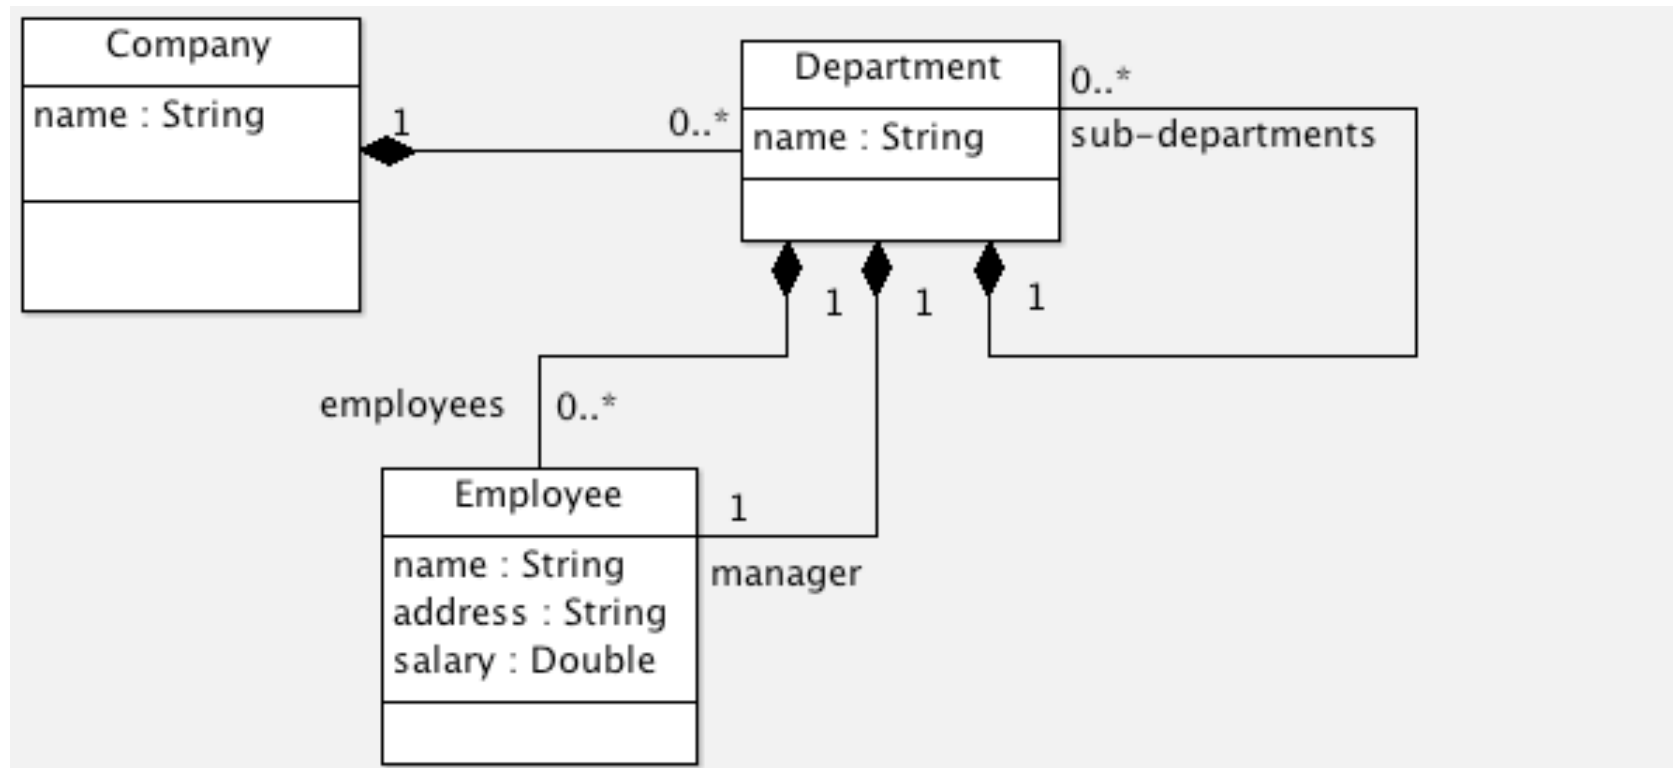 Company
name : String
1
0..*
Department
name : String
0..*
sub-departments
1
1
1
employees
0..*
Employee
name : String
address : String
salary : Double
1
manager